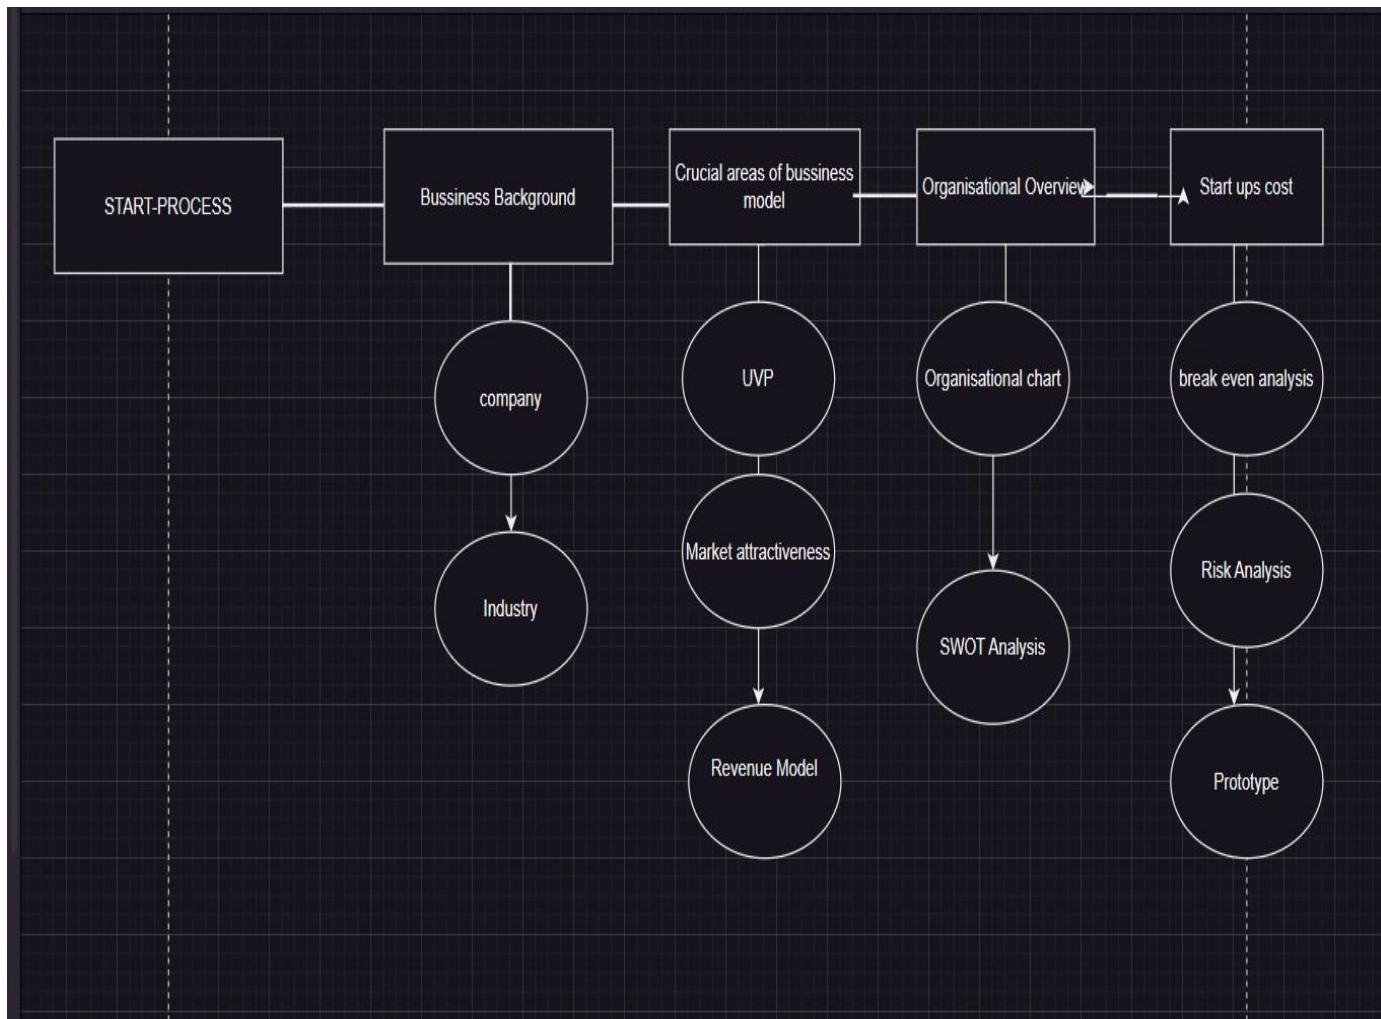 START-PROCESS
Bussiness Background
Crucial areas of bussiness
model
Organisational Overview
Start ups cost
company
UVP
Organisational chart
break even analysis
Market attractiveness
Industry
Risk Analysis
SWOT Analysis
Revenue Model
Prototype